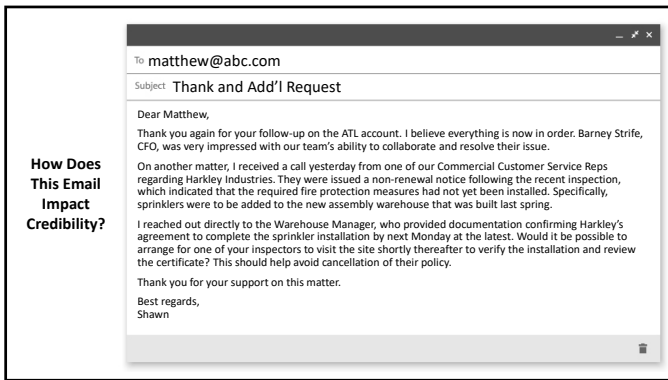 How Does
This Email
Impact
Credibility?
To matthew@abc.com
Subject Thank and Add'l Request
Dear Matthew,
Thank you again for your follow-up on the ATL account. I believe everything is now in order. Barney Strife,
CFO, was very impressed with our team's ability to collaborate and resolve their issue.
On another matter, I received a call yesterday from one of our Commercial Customer Service Reps
regarding Harkley Industries. They were issued a non-renewal notice following the recent inspection,
which indicated that the required fire protection measures had not yet been installed. Specifically,
sprinklers were to be added to the new assembly warehouse that was built last spring.
I reached out directly to the Warehouse Manager, who provided documentation confirming Harkley's
agreement to complete the sprinkler installation by next Monday at the latest. Would it be possible to
arrange for one of your inspectors to visit the site shortly thereafter to verify the installation and review
the certificate? This should help avoid cancellation of their policy.
Thank you for your support on this matter.
Best regards,
Shawn